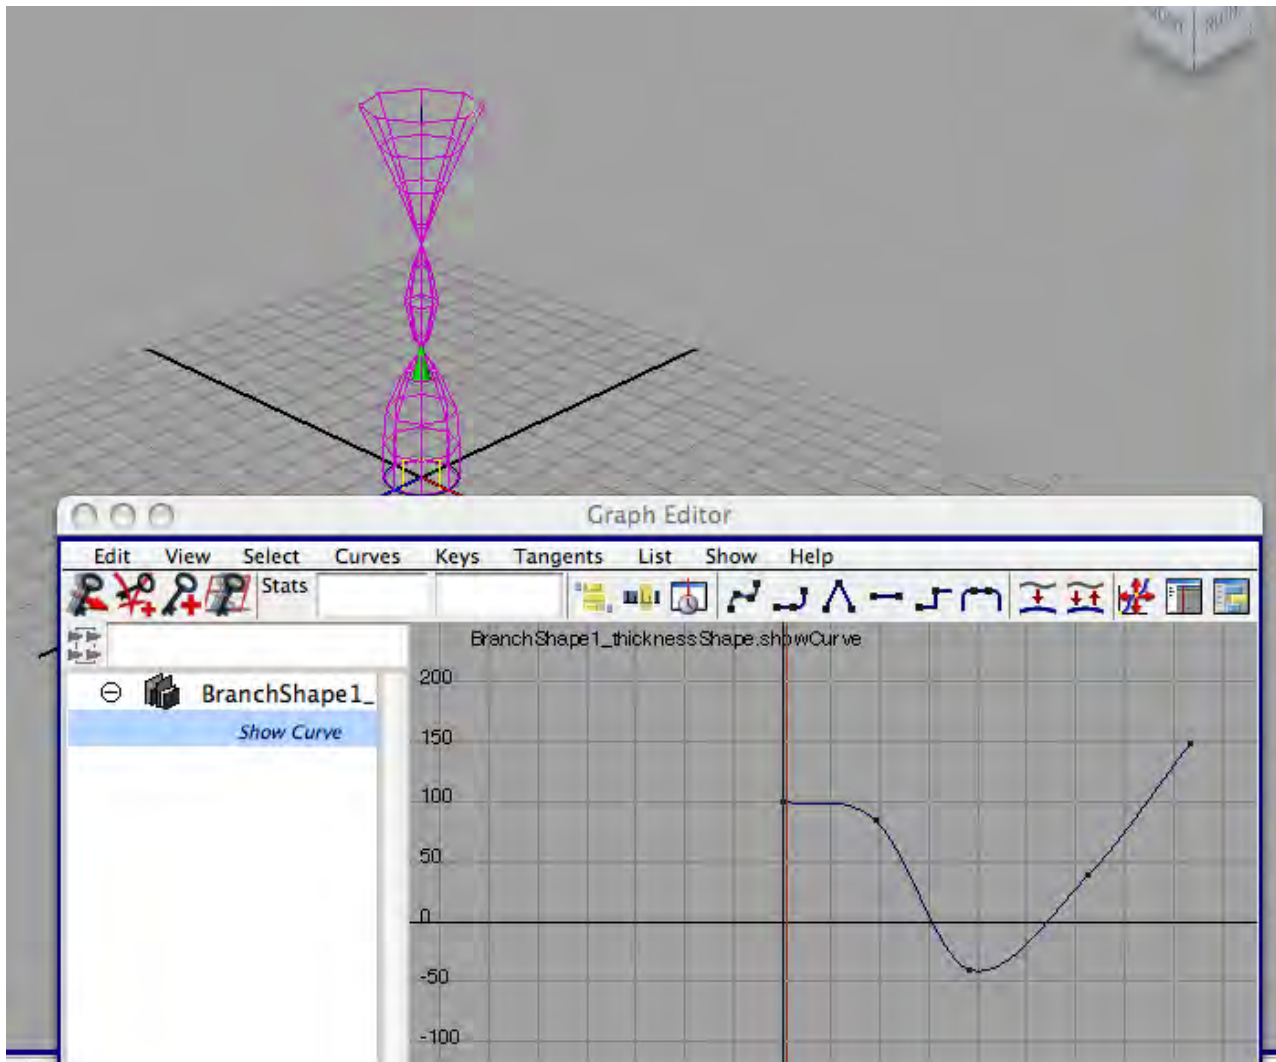 Graph Editor
Edit View Select Curves Keys Tangents List Show Help
Stats
BranchShape1_thicknessShape.showCurve
BranchShape1_
Show Curve
200
150
100
50
0
-50
-100